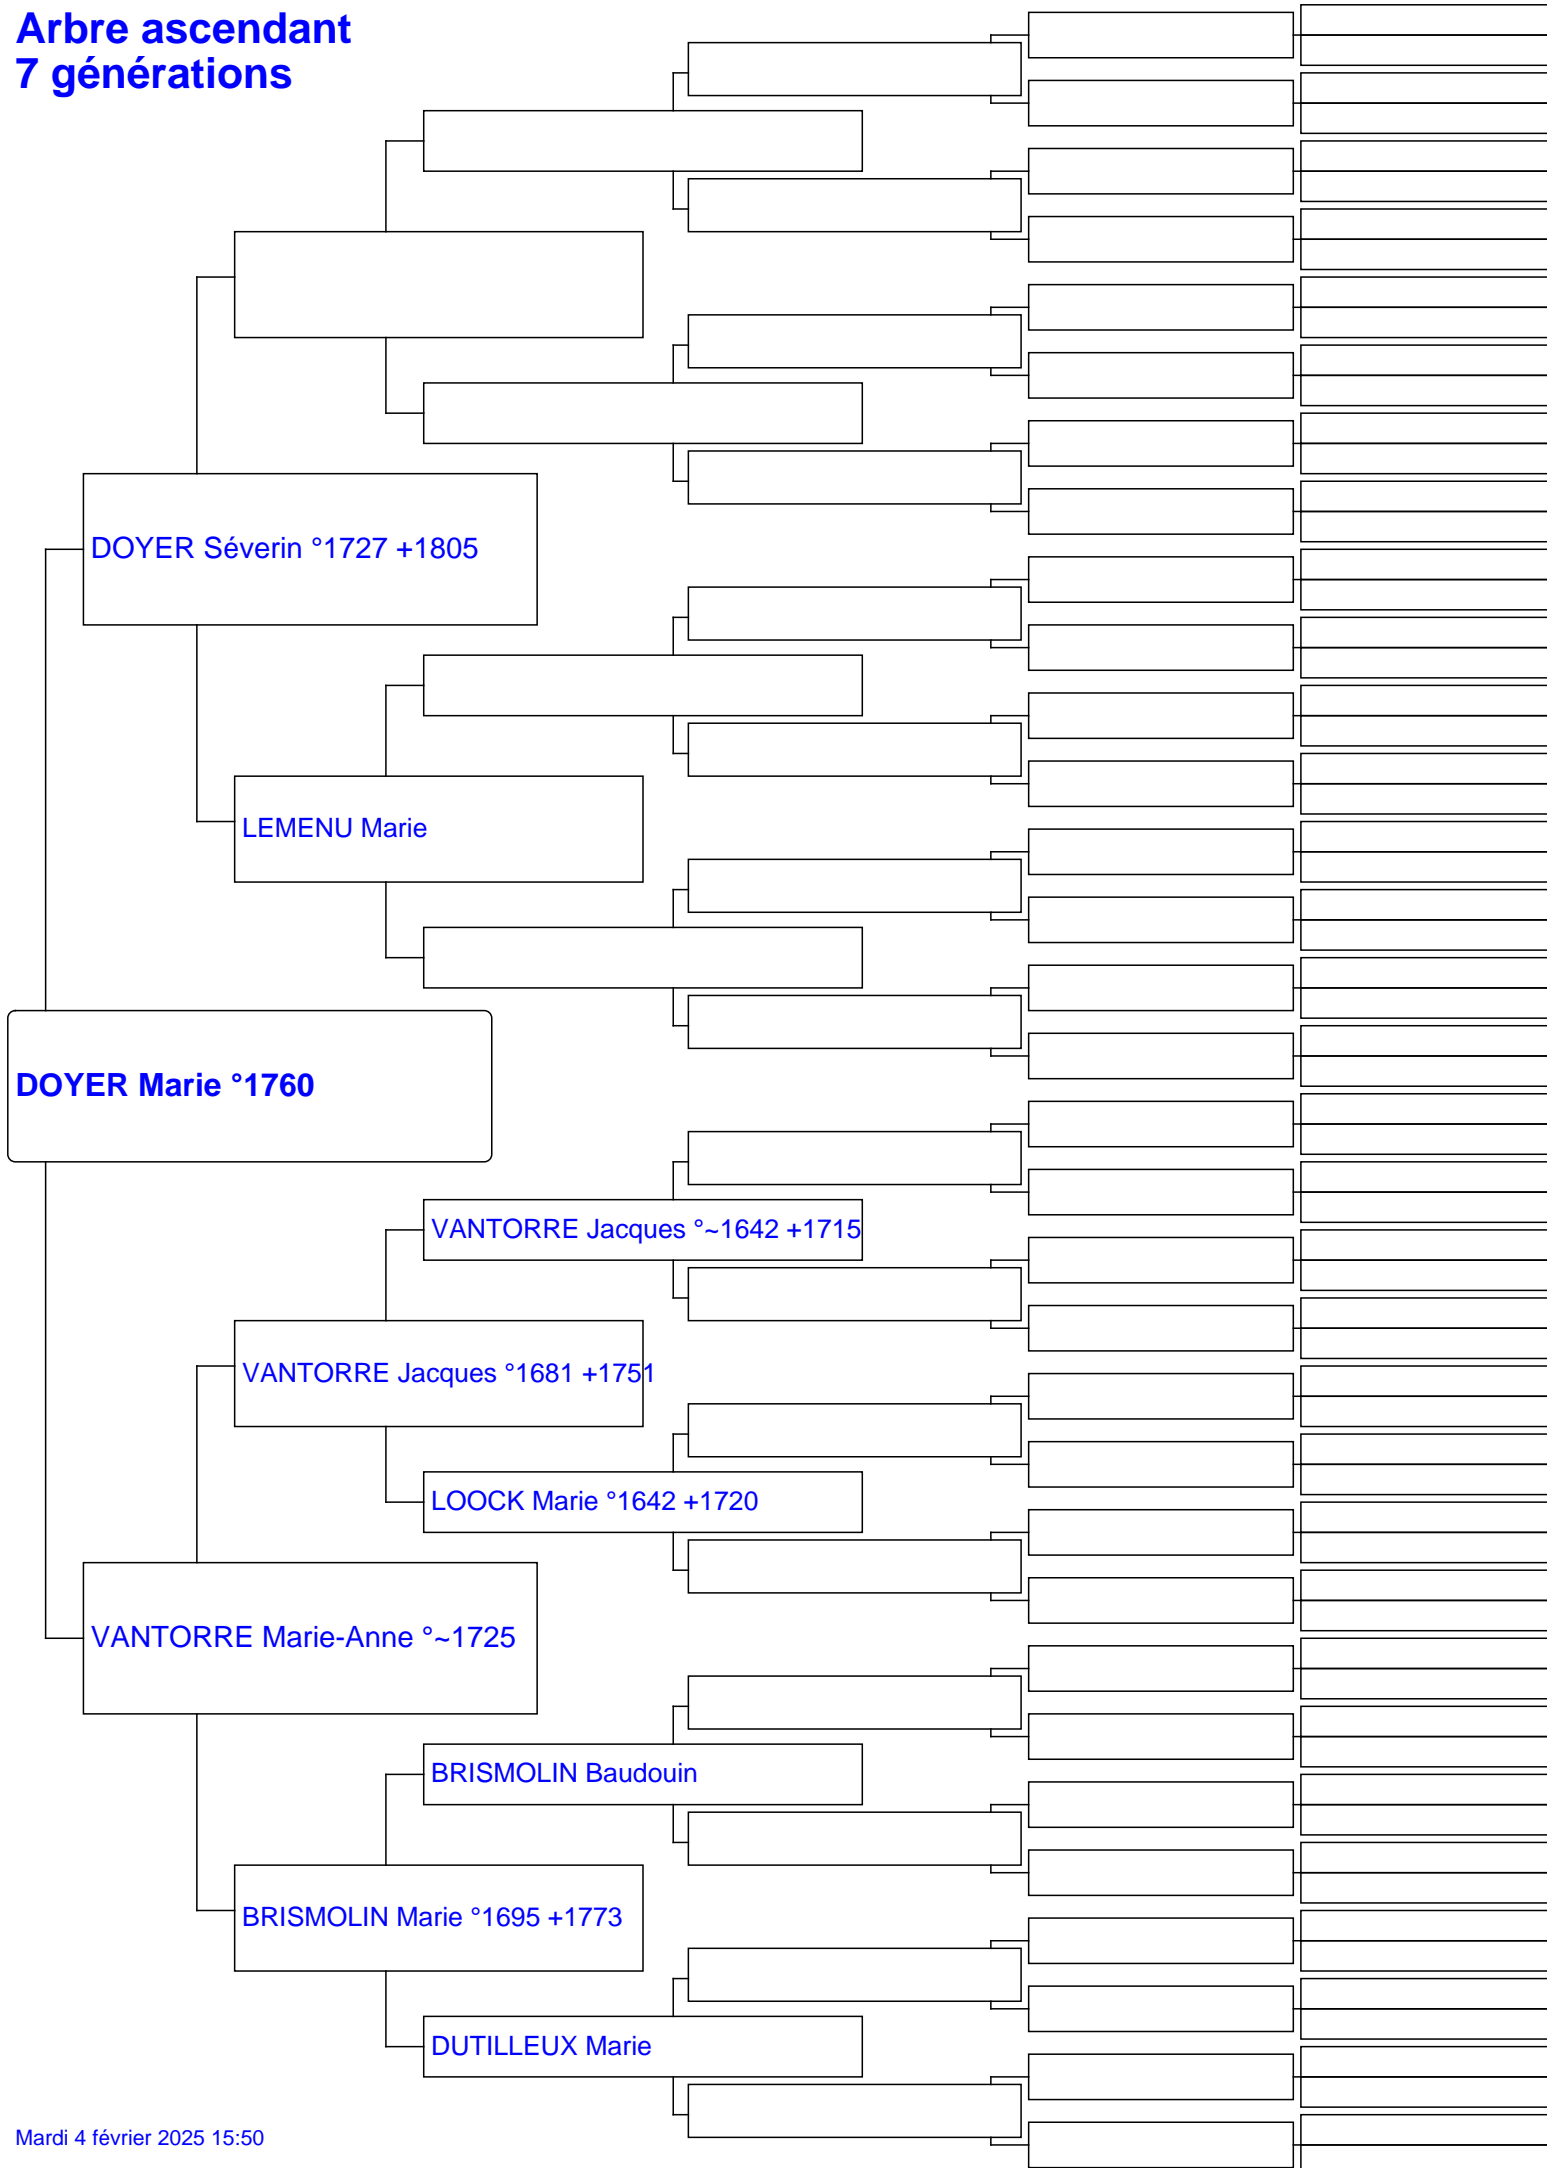 Arbre ascendant
7 générations
DOYER Séverin °1727 +1805
LEMENU Marie
DOYER Marie °1760
VANTORRE Jacques °~1642 +1715
VANTORRE Jacques °1681 +1751
LOOCK Marie °1642 +1720
VANTORRE Marie-Anne °~1725
BRISMOLIN Baudouin
BRISMOLIN Marie °1695 +1773
DUTILLEUX Marie
Mardi 4 février 2025 15:50